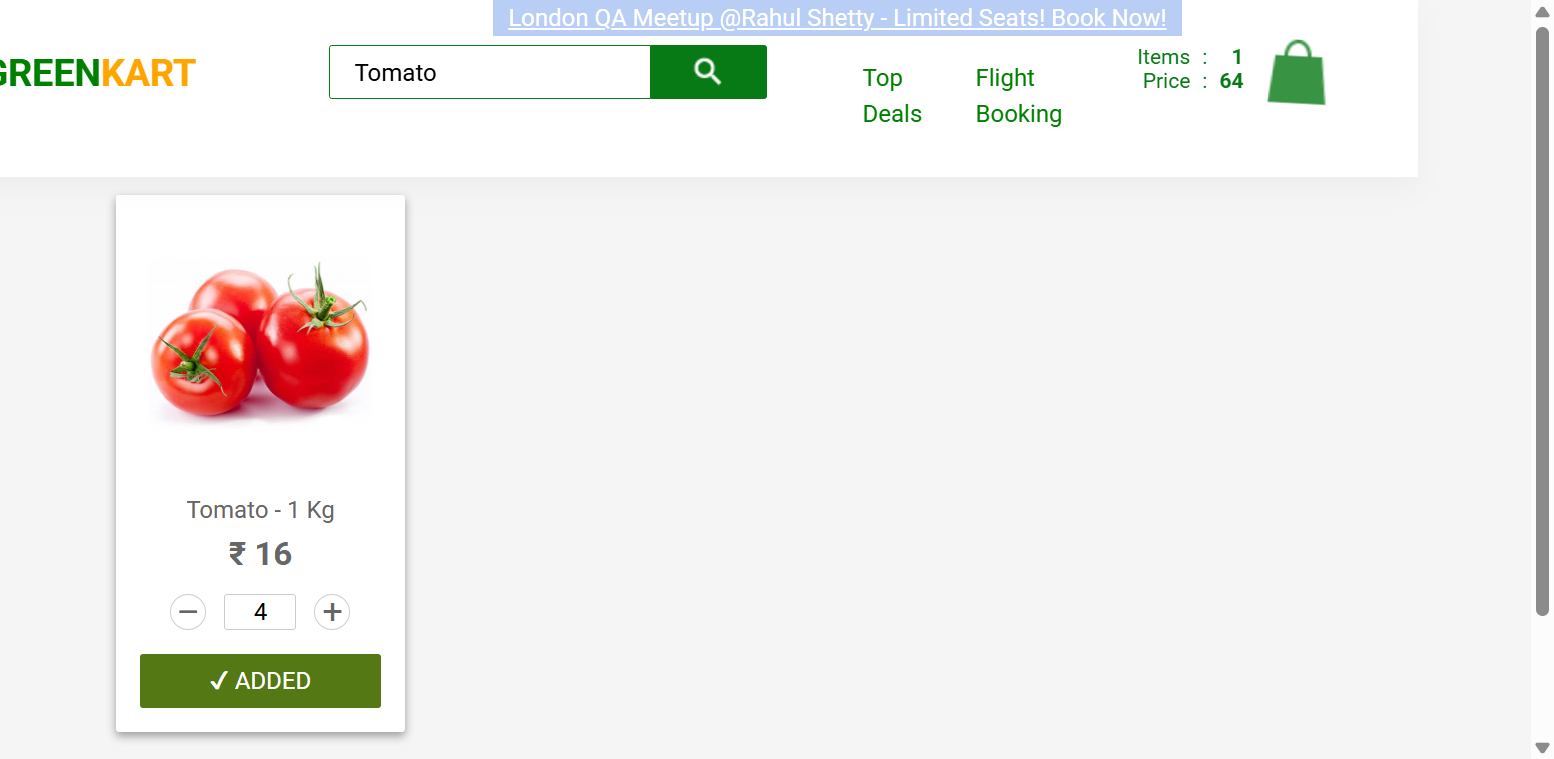 London QA Meetup @Rahul Shetty - Limited Seats! Book Now!
GREENKART
Tomato
Top Deals
Flight Booking
Items : 1
Price : 64
Tomato - 1 Kg
₹ 16
4
✓ ADDED